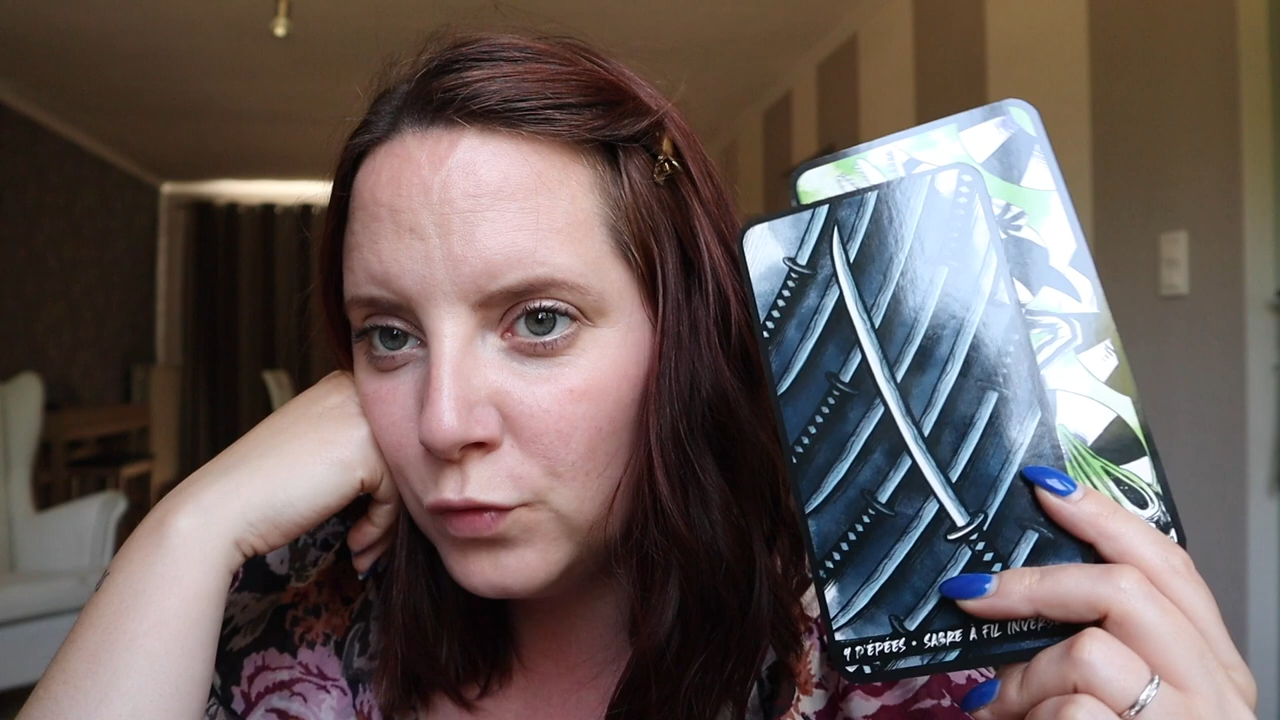 9 D'ÉPÉES • SABRE À FIL INVERSÉ